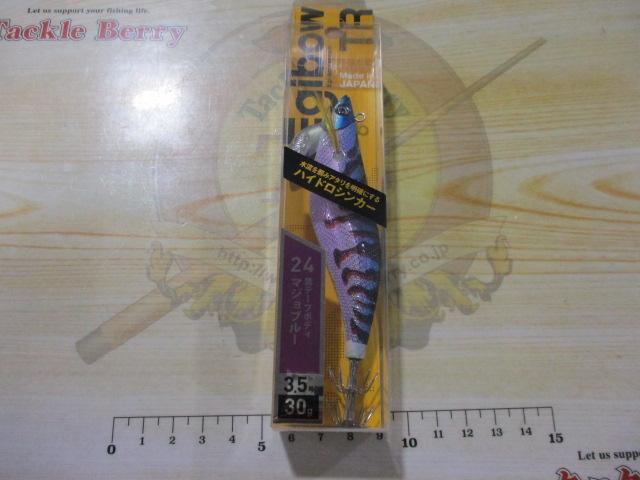 Let us support your fishing life.
Tackle Berry
Egibow
TiR
Made in
JAPAN
水深を掴みアタリを明確にする
ハイドロシンカー
24
マジョブルー
3.5号
30g
0 1 2 3 4 5 6 7 8 9 10 11 12 13 14 15
Let us suppo